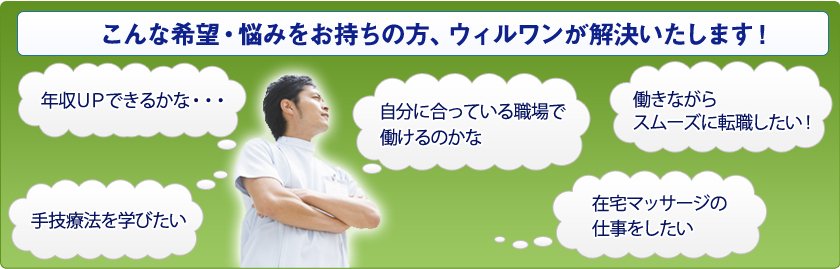 こんな希望・悩みをお持ちの方、ウィルワンが解決いたします！
年収UPできるかな・・・
自分に合っている職場で
働けるのかな
働きながら
スムーズに転職したい！
手技療法を学びたい
在宅マッサージの
仕事をしたい